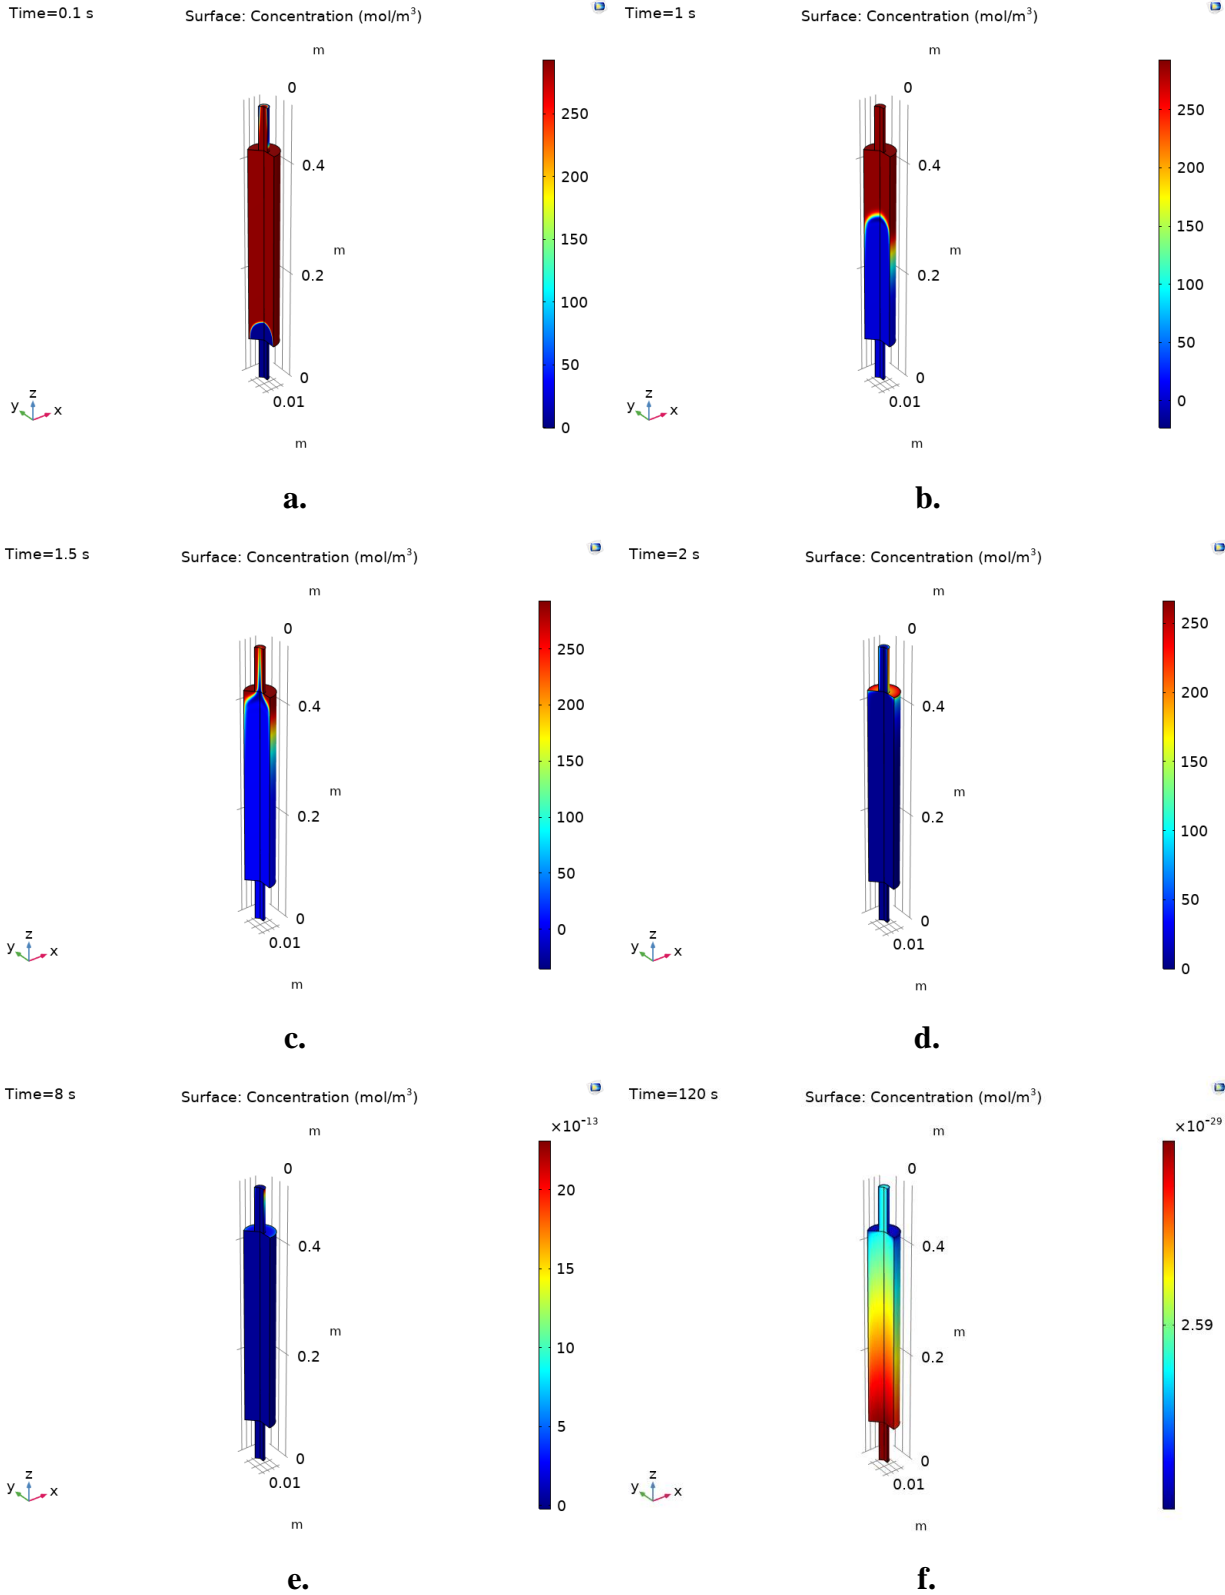 Time=0.1 s
Surface: Concentration (mol/m³)
m
0
250
0.4
200
m
150
0.2
100
50
0
0.01
0
y z x
m
a.
Time=1 s
Surface: Concentration (mol/m³)
m
0
250
0.4
200
m
150
0.2
100
50
0
0.01
0
y z x
m
b.
Time=1.5 s
Surface: Concentration (mol/m³)
m
0
250
0.4
200
150
m
0.2
100
50
0
0
0.01
y z x
m
c.
Time=2 s
Surface: Concentration (mol/m³)
m
0
250
0.4
200
150
m
0.2
100
50
0
0.01
0
y z x
m
d.
Time=8 s
Surface: Concentration (mol/m³)
×10⁻¹³
m
0
20
0.4
15
m
0.2
10
5
0
0.01
0
y z x
m
e.
Time=120 s
Surface: Concentration (mol/m³)
×10⁻²⁹
m
0
0.4
2.59
m
0.2
0
0.01
y z x
m
f.